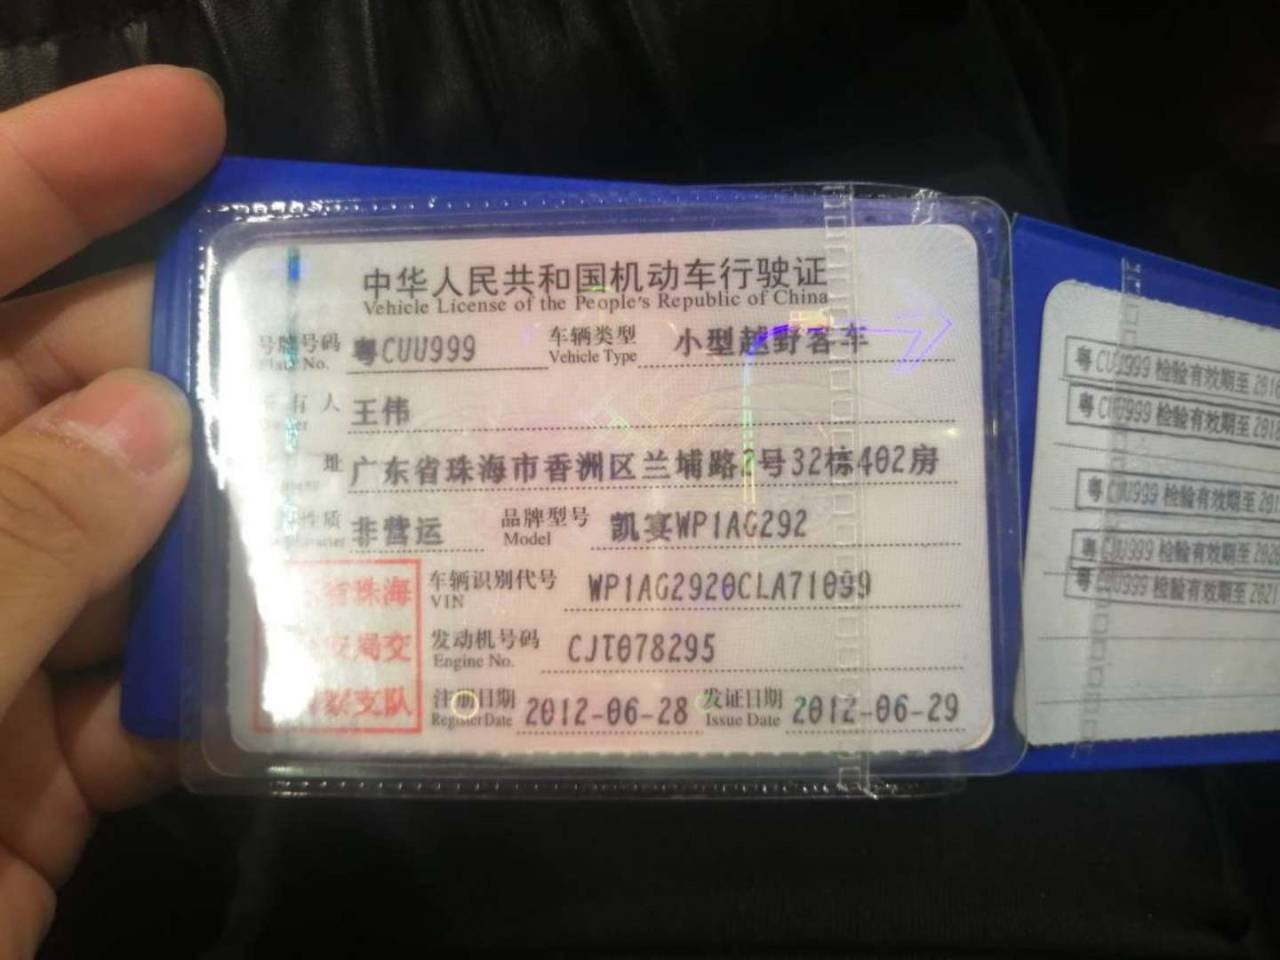 中华人民共和国机动车行驶证
Vehicle License of the People's Republic of China
号牌号码 粤CUU999 车辆类型 小型越野客车
Plate No. Vehicle Type
有人 王伟
址 广东省珠海市香洲区兰埔路2号32栋402房
性质 非营运 品牌型号 凯宴WP1AG292
Character Model
省珠海 车辆识别代号 WP1AG2920CLA71099
VIN
局交 发动机号码 CJT078295
Engine No.
察支队 注册日期 2012-06-28 发证日期 2012-06-29
Register Date Issue Date
粤CUU999 检验有效期至 201
粤CUU999 检验有效期至 201
粤CUU999 检验有效期至 201
粤CUU999 检验有效期至 202
粤CUU999 检验有效期至 2021